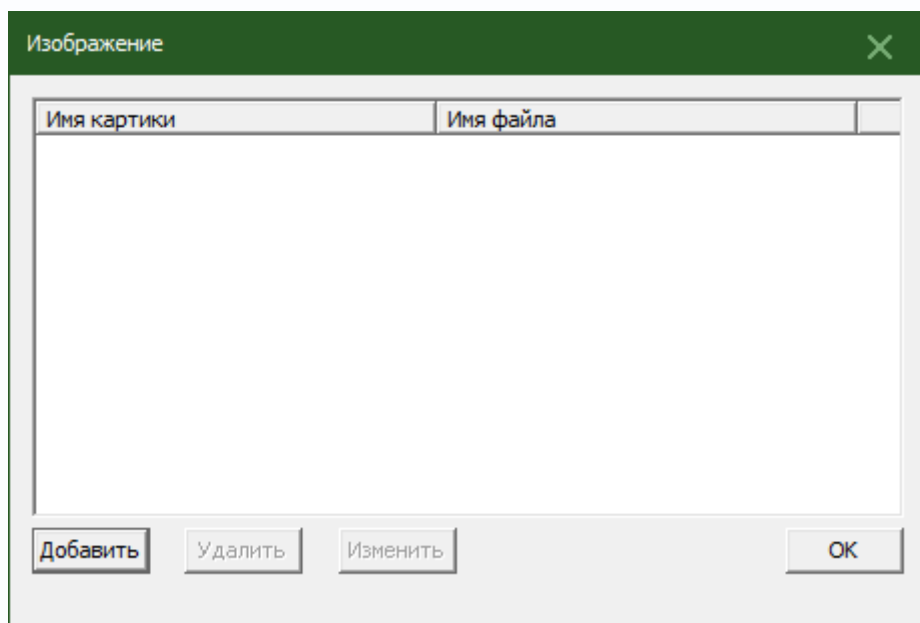 Изображение
Имя картики Имя файла
Добавить Удалить Изменить OK